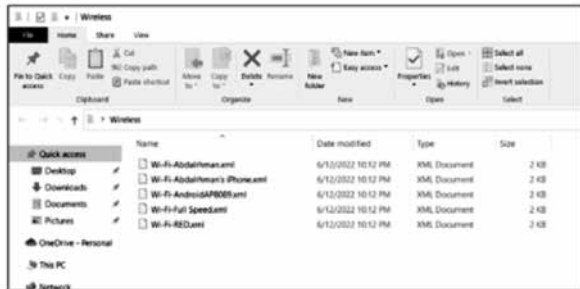 Wireless
File Home Share View
Pin to Quick access
Copy
Paste
Cut
Copy path
Paste shortcut
Clipboard
Move to
Copy to
Delete
Rename
Organize
New folder
New item
Easy access
New
Properties
Open
Edit
History
Open
Select all
Select none
Invert selection
Select
Wireless
Name Date modified Type Size
Quick access
Desktop
Downloads
Documents
Pictures
OneDrive - Personal
This PC
Network
Wi-Fi-Abdalrhman.xml 6/12/2022 10:12 PM XML Document 2 KB
Wi-Fi-Abdalrhman's iPhone.xml 6/12/2022 10:12 PM XML Document 2 KB
Wi-Fi-AndroidAP8089.xml 6/12/2022 10:12 PM XML Document 2 KB
Wi-Fi-Full Speed.xml 6/12/2022 10:12 PM XML Document 2 KB
Wi-Fi-RED.xml 6/12/2022 10:12 PM XML Document 2 KB